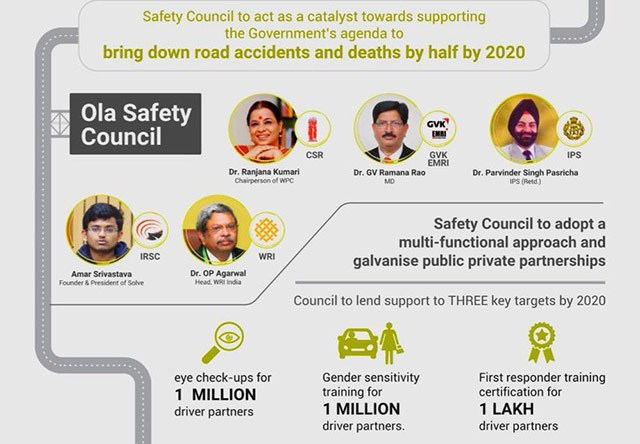 Safety Council to act as a catalyst towards supporting
the Government's agenda to
bring down road accidents and deaths by half by 2020
Ola Safety
Council
CSR
Dr. Ranjana Kumari
Chairperson of WPC
GVK
EMRI
GVK
EMRI
Dr. GV Ramana Rao
MD
IPS
Dr. Parvinder Singh Pasricha
IPS (Retd.)
IRSC
Amar Srivastava
Founder & President of Solve
WRI
Dr. OP Agarwal
Head, WRI India
Safety Council to adopt a
multi-functional approach and
galvanise public private partnerships
Council to lend support to THREE key targets by 2020
eye check-ups for
1 MILLION
driver partners
Gender sensitivity
training for
1 MILLION
driver partners.
First responder training
certification for
1 LAKH
driver partners